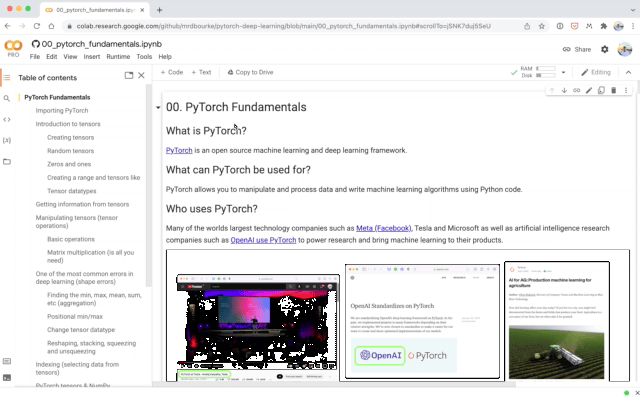 00_pytorch_fundamentals.ipynb
colab.research.google.com/github/mrdbourke/pytorch-deep-learning/blob/main/00_pytorch_fundamentals.ipynb#scrollTo=jSNK7duj5SeU
PRO
00_pytorch_fundamentals.ipynb
File Edit View Insert Runtime Tools Help
Share
Table of contents
+ Code + Text Copy to Drive
RAM
Disk
Editing
PyTorch Fundamentals
Importing PyTorch
Introduction to tensors
Creating tensors
Random tensors
Zeros and ones
Creating a range and tensors like
Tensor datatypes
Getting information from tensors
Manipulating tensors (tensor
operations)
Basic operations
Matrix multiplication (is all you
need)
One of the most common errors in
deep learning (shape errors)
Finding the min, max, mean, sum,
etc (aggregation)
Positional min/max
Change tensor datatype
Reshaping, stacking, squeezing
and unsqueezing
Indexing (selecting data from
tensors)
PyTorch tensors & NumPy
00. PyTorch Fundamentals
What is PyTorch?
PyTorch is an open source machine learning and deep learning framework.
What can PyTorch be used for?
PyTorch allows you to manipulate and process data and write machine learning algorithms using Python code.
Who uses PyTorch?
Many of the worlds largest technology companies such as Meta (Facebook), Tesla and Microsoft as well as artificial intelligence research
companies such as OpenAI use PyTorch to power research and bring machine learning to their products.
OpenAI Standardizes on PyTorch
OpenAI PyTorch
AI for AG: Production machine learning for
agriculture